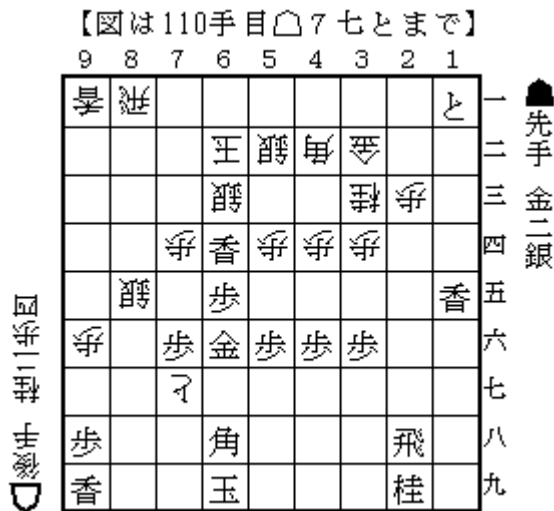 【図は110手目☖７七とまで】
9 8 7 6 5 4 3 2 1
香 飛 と 一
玉 銀 角 金 二
銀 桂 歩 三
歩 香 歩 歩 歩 四
銀 歩 香 五
歩 歩 金 歩 歩 歩 六
と 七
歩 角 飛 八
香 玉 桂 九
☗先手 金二銀
☖後手 桂二歩四